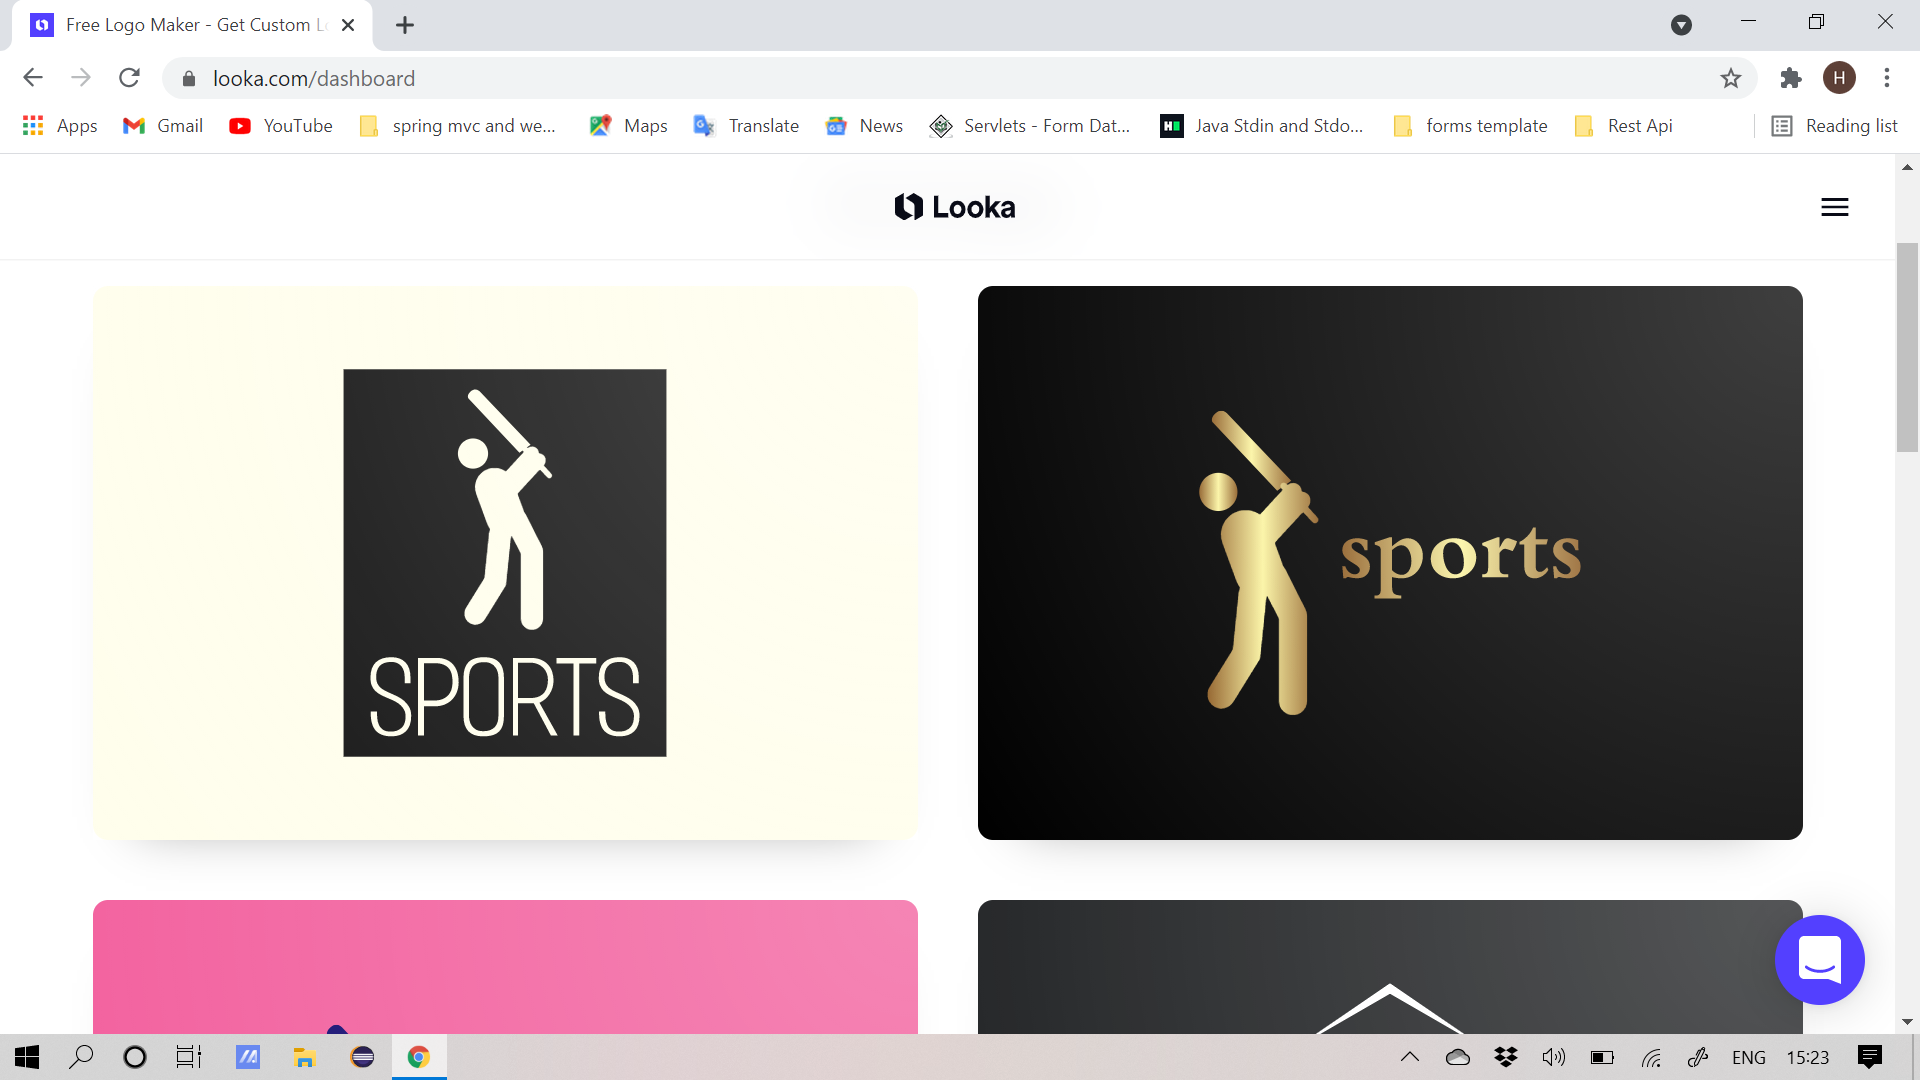 Free Logo Maker - Get Custom L
looka.com/dashboard
Apps
Gmail
YouTube
spring mvc and we...
Maps
Translate
News
Servlets - Form Dat...
Java Stdin and Stdo...
forms template
Rest Api
Reading list
H
Looka
SPORTS
sports
ENG
15:23